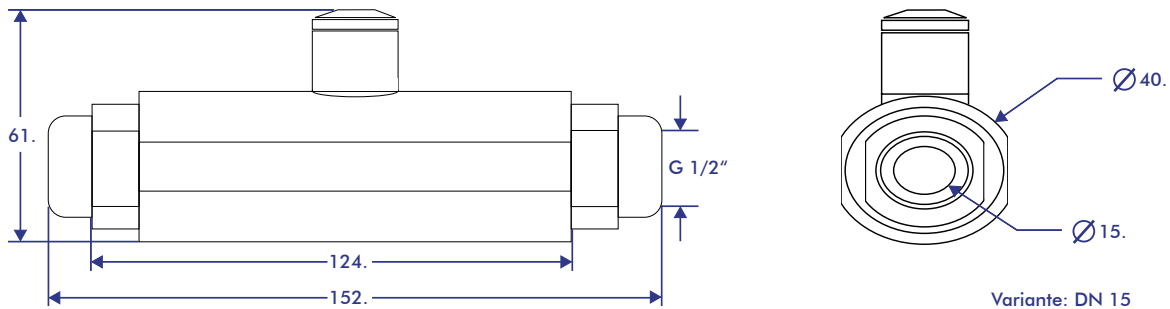 61.
G 1/2“
124.
152.
Ø 40.
Ø 15.
Variante: DN 15